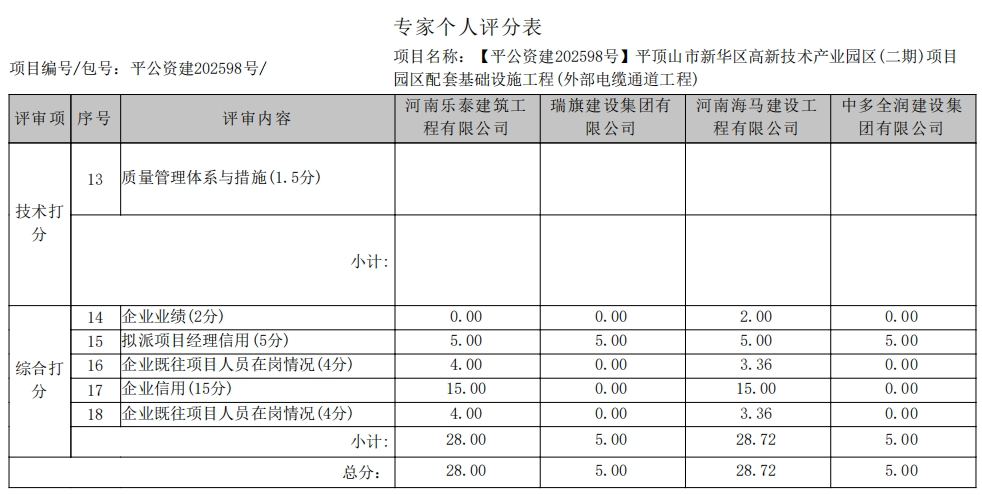 专家个人评分表
项目编号/包号：平公资建202598号/
项目名称：【平公资建202598号】平顶山市新华区高新技术产业园区(二期)项目
园区配套基础设施工程(外部电缆通道工程)
评审项 序号 评审内容 河南乐泰建筑工程有限公司 瑞旗建设集团有限公司 河南海马建设工程有限公司 中多全润建设集团有限公司
技术打分
13 质量管理体系与措施(1.5分)
小计:
综合打分
14 企业业绩(2分) 0.00 0.00 2.00 0.00
15 拟派项目经理信用(5分) 5.00 5.00 5.00 5.00
16 企业既往项目人员在岗情况(4分) 4.00 0.00 3.36 0.00
17 企业信用(15分) 15.00 0.00 15.00 0.00
18 企业既往项目人员在岗情况(4分) 4.00 0.00 3.36 0.00
小计: 28.00 5.00 28.72 5.00
总分: 28.00 5.00 28.72 5.00